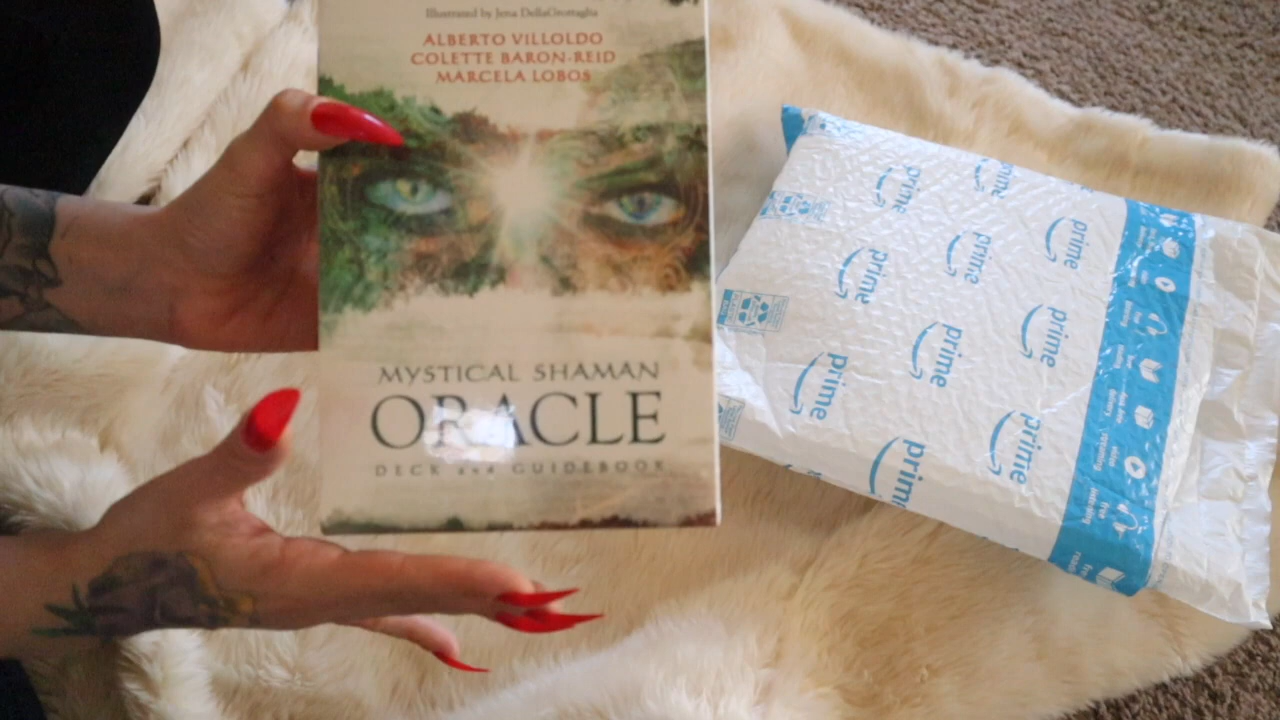 Illustrated by Jena DellaGrottaglia
ALBERTO VILLOLDO
COLETTE BARON-REID
MARCELA LOBOS
MYSTICAL SHAMAN
ORACLE
DECK and GUIDEBOOK
prime
prime
prime
prime
prime
prime
prime
prime
prime
prime